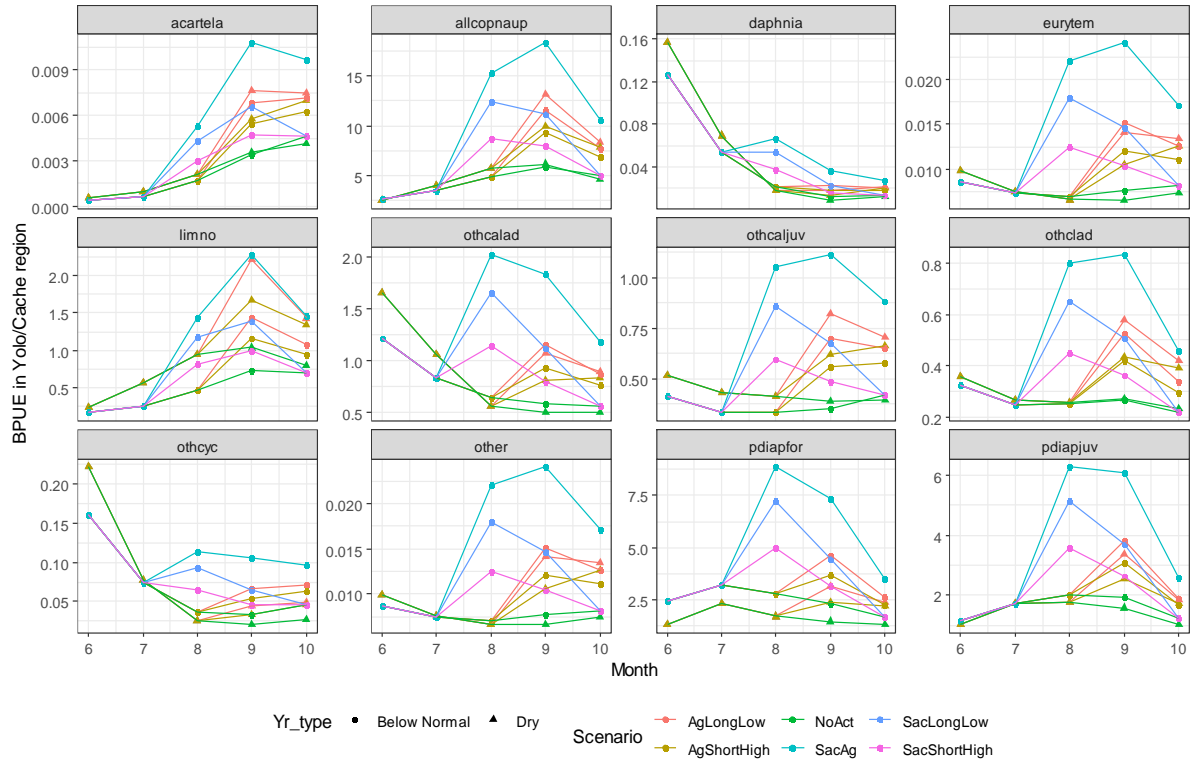 acartela allcopnaup daphnia eurytem
0.009 15 0.16 0.020
0.006 10 0.12 0.015
0.003 5 0.08 0.010
0.000 0.04
limno othcalad othcaljuv othclad
2.0 2.0 1.00 0.8
1.5 1.5 0.75 0.6
1.0 1.0 0.50 0.4
0.5 0.5 0.2
othcyc other pdiapfor pdiapjuv
0.20 0.020 7.5 6
0.15 0.015 5.0 4
0.10 0.010 2.5 2
0.05
6 7 8 9 10 6 7 8 9 10 6 7 8 9 10 6 7 8 9 10
BPUE in Yolo/Cache region
Month
Yr_type Below Normal Dry
Scenario AgLongLow NoAct SacLongLow
AgShortHigh SacAg SacShortHigh